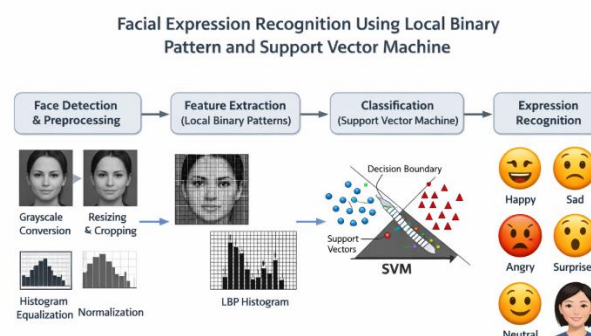 Facial Expression Recognition Using Local Binary
Pattern and Support Vector Machine
Face Detection
& Preprocessing
Feature Extraction
(Local Binary Patterns)
Classification
(Support Vector Machine)
Expression
Recognition
Grayscale
Conversion
Resizing
& Cropping
Histogram
Equalization
Normalization
LBP Histogram
Decision Boundary
Support
Vectors
SVM
Happy
Sad
Angry
Surprise
Neutral